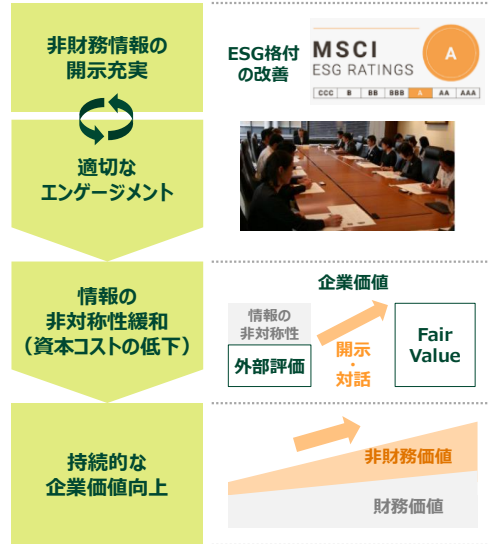 非財務情報の
開示充実
ESG格付
の改善
MSCI
ESG RATINGS
A
CCC B BB BBB A AA AAA
適切な
エンゲージメント
情報の
非対称性緩和
（資本コストの低下）
企業価値
情報の
非対称性
外部評価
開示
・
対話
Fair
Value
持続的な
企業価値向上
非財務価値
財務価値